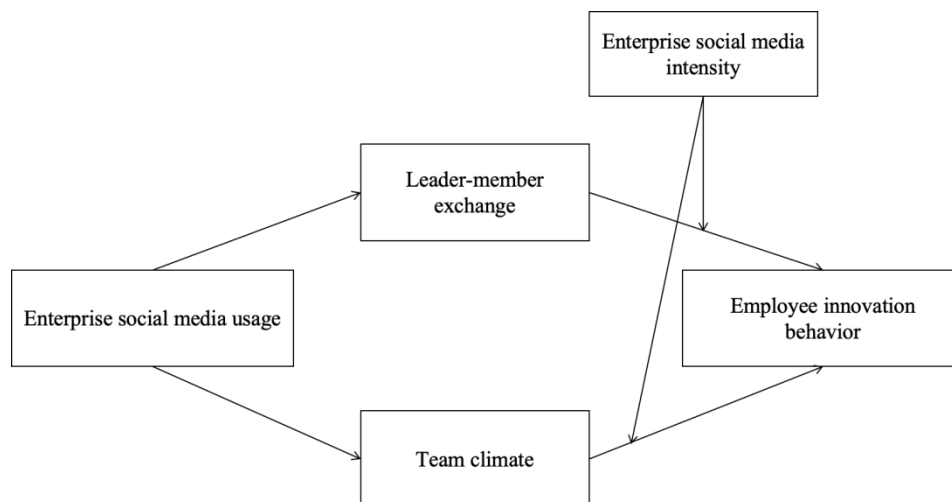 Enterprise social media
intensity
Leader-member
exchange
Enterprise social media usage
Employee innovation
behavior
Team climate